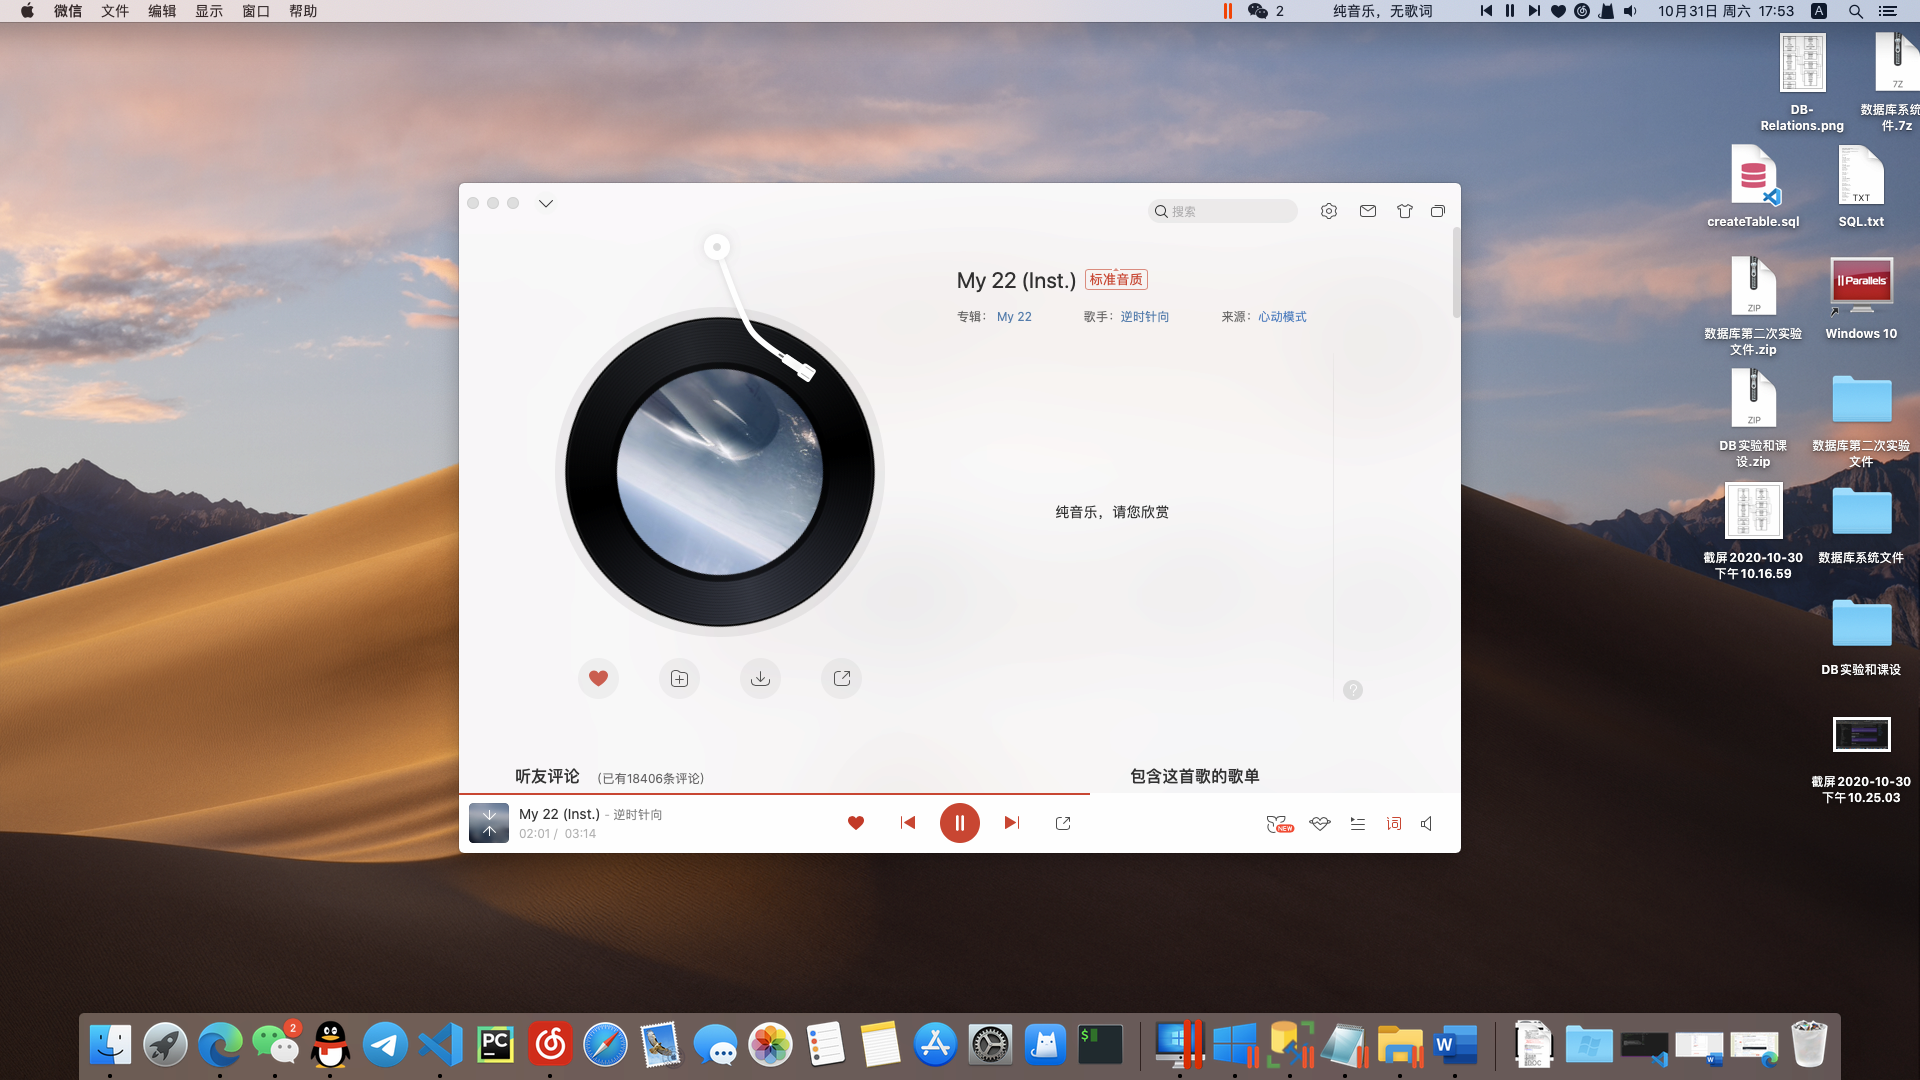 微信 文件 编辑 显示 窗口 帮助
2 纯音乐，无歌词 10月31日 周六 17:53 A
DB-
Relations.png
7Z
数据库系统
件.7z
createTable.sql
TXT
SQL.txt
ZIP
数据库第二次实验
文件.zip
Parallels
Windows 10
ZIP
DB实验和课
设.zip
数据库第二次实验
文件
截屏2020-10-30
下午10.16.59
数据库系统文件
DB实验和课设
截屏2020-10-30
下午10.25.03
搜索
My 22 (Inst.) 标准音质
专辑： My 22 歌手：逆时针向 来源：心动模式
纯音乐，请您欣赏
?
听友评论 (已有18406条评论) 包含这首歌的歌单
My 22 (Inst.) - 逆时针向
02:01 / 03:14
NEW
词
2
PC
$
W